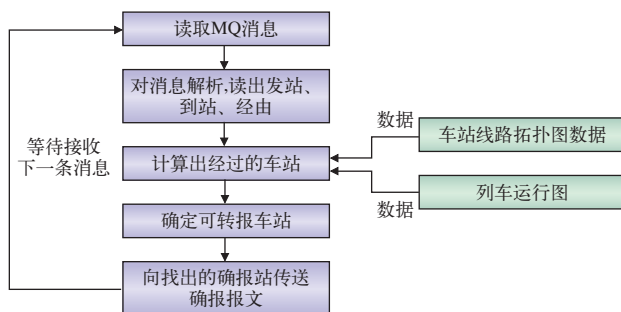 读取MQ消息
对消息解析,读出发站、
到站、经由
等待接收
下一条消息
计算出经过的车站
数据
车站线路拓扑图数据
数据
列车运行图
确定可转报车站
向找出的确报站传送
确报报文